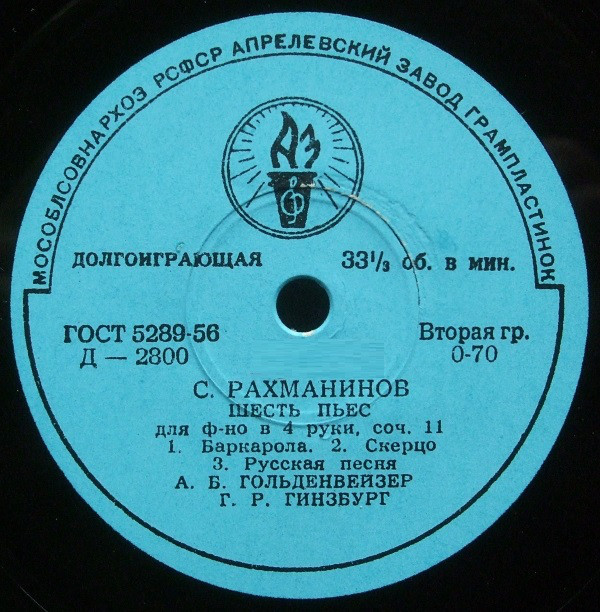 МОСОБЛСОВНАРХОЗ РСФСР АПРЕЛЕВСКИЙ ЗАВОД ГРАМПЛАСТИНОК
АЗ
ДОЛГОИГРАЮЩАЯ 33⅓ об. в мин.
ГОСТ 5289-56 Вторая гр.
Д — 2800 0-70
С. РАХМАНИНОВ
ШЕСТЬ ПЬЕС
для ф-но в 4 руки, соч. 11
1. Баркарола. 2. Скерцо
3. Русская песня
А. Б. ГОЛЬДЕНВЕЙЗЕР
Г. Р. ГИНЗБУРГ